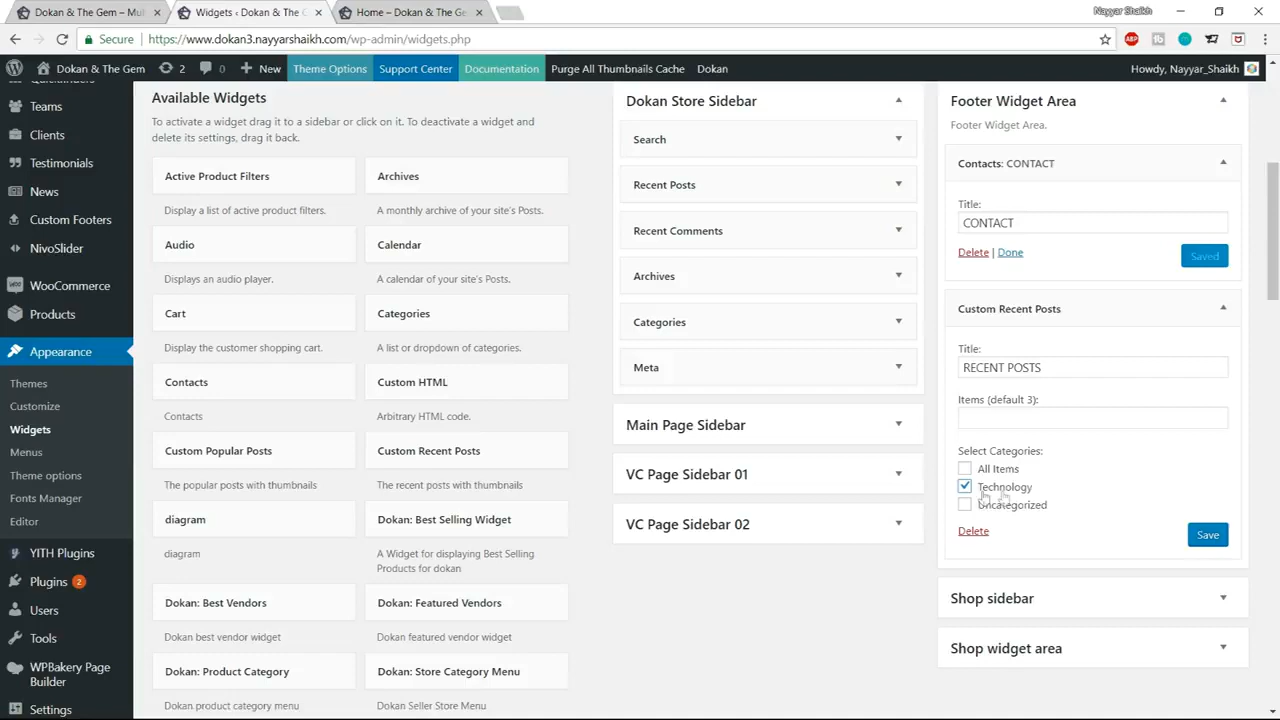 Dokan & The Gem – Mul
Widgets ‹ Dokan & The G
Home – Dokan & The Ge
Nayyar Shaikh
Secure
https://www.dokan3.nayyarshaikh.com/wp-admin/widgets.php
ABP
Dokan & The Gem
2
0
New
Theme Options
Support Center
Documentation
Purge All Thumbnails Cache
Dokan
Howdy, Nayyar_Shaikh
Quickfinders
Teams
Clients
Testimonials
News
Custom Footers
NivoSlider
WooCommerce
Products
Appearance
Themes
Customize
Widgets
Menus
Theme options
Fonts Manager
Editor
YITH Plugins
Plugins 2
Users
Tools
WPBakery Page
Builder
Settings
Available Widgets
To activate a widget drag it to a sidebar or click on it. To deactivate a widget and
delete its settings, drag it back.
Active Product Filters
Display a list of active product filters.
Archives
A monthly archive of your site's Posts.
Audio
Displays an audio player.
Calendar
A calendar of your site's Posts.
Cart
Display the customer shopping cart.
Categories
A list or dropdown of categories.
Contacts
Contacts
Custom HTML
Arbitrary HTML code.
Custom Popular Posts
The popular posts with thumbnails
Custom Recent Posts
The recent posts with thumbnails
diagram
diagram
Dokan: Best Selling Widget
A Widget for displaying Best Selling
Products for dokan
Dokan: Best Vendors
Dokan best vendor widget
Dokan: Featured Vendors
Dokan featured vendor widget
Dokan: Product Category
Dokan product category menu
Dokan: Store Category Menu
Dokan Seller Store Menu
Dokan Store Sidebar
Search
Recent Posts
Recent Comments
Archives
Categories
Meta
Main Page Sidebar
VC Page Sidebar 01
VC Page Sidebar 02
Footer Widget Area
Footer Widget Area.
Contacts: CONTACT
Title:
CONTACT
Delete | Done
Saved
Custom Recent Posts
Title:
RECENT POSTS
Items (default 3):
Select Categories:
All Items
Technology
Uncategorized
Delete
Save
Shop sidebar
Shop widget area